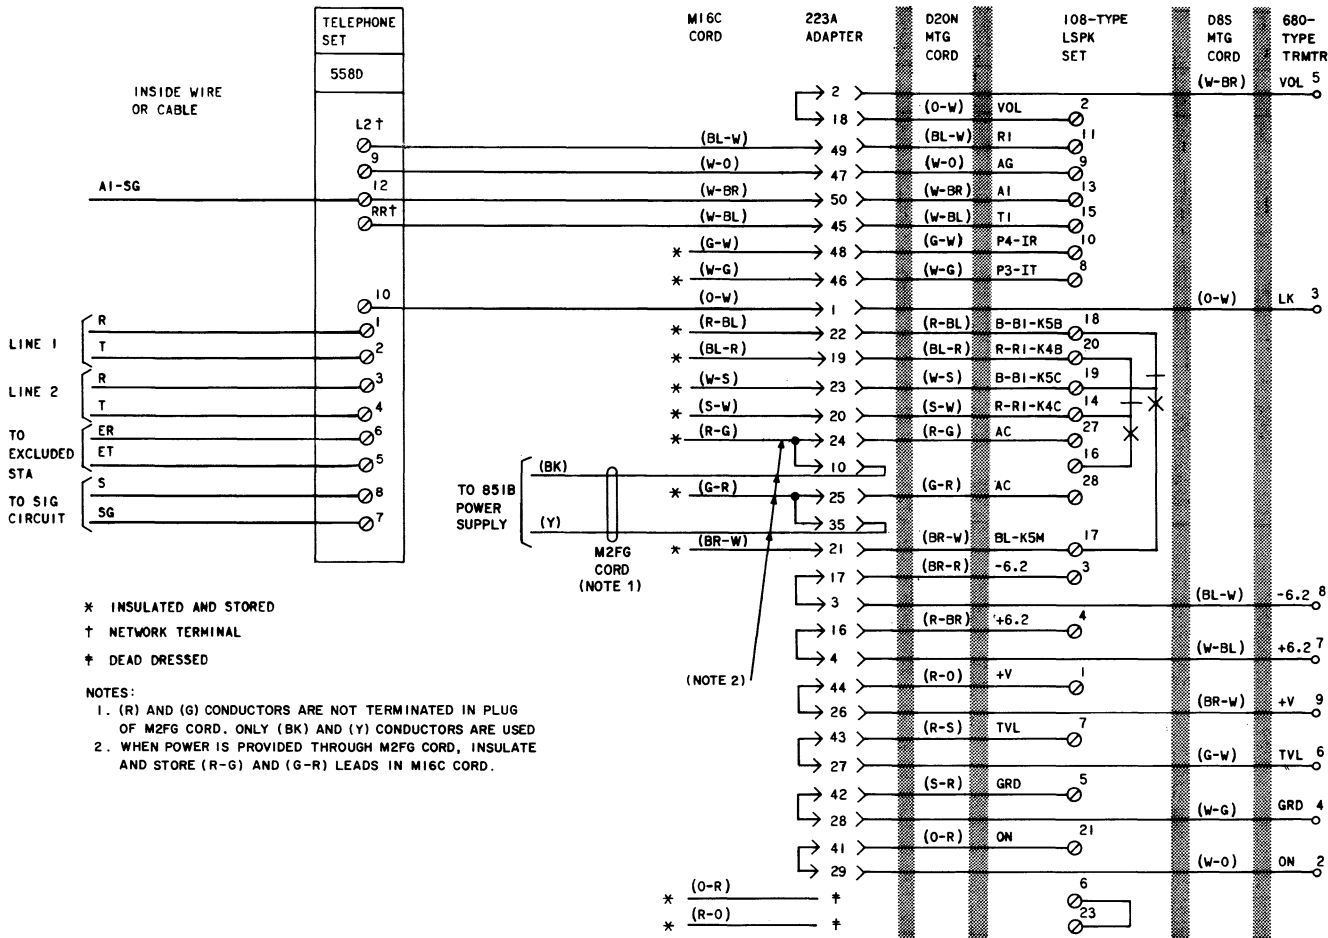 TELEPHONE
SET
558D
M16C
CORD
223A
ADAPTER
D20N
MTG
CORD
108-TYPE
LSPK
SET
D8S
MTG
CORD
680-
TYPE
TRMTR
INSIDE WIRE
OR CABLE
2 (W-BR) VOL 5
18 (O-W) VOL 2
L2 † (BL-W) 49 (BL-W) R1 11
9 (W-O) 47 (W-O) AG 9
A1-SG 12 (W-BR) 50 (W-BR) A1 13
RR † (W-BL) 45 (W-BL) T1 15
* (G-W) 48 (G-W) P4-1R 10
* (W-G) 46 (W-G) P3-1T 8
10 (O-W) 1 (O-W) LK 3
LINE 1
R 1 * (R-BL) 22 (R-BL) B-B1-K5B 18
T 2 * (BL-R) 19 (BL-R) R-R1-K4B 20
LINE 2
R 3 * (W-S) 23 (W-S) B-B1-K5C 19
T 4 * (S-W) 20 (S-W) R-R1-K4C 14
TO
EXCLUDED
STA
ER 6 * (R-G) 24 (R-G) AC 27
ET 5 (BK) 10 16
TO SIG
CIRCUIT
S 8 * (G-R) 25 (G-R) AC 28
SG 7 (Y) 35
TO 851B
POWER
SUPPLY
M2FG
CORD
(NOTE 1)
* (BR-W) 21 (BR-W) BL-K5M 17
17 (BR-R) -6.2 3
3 (BL-W) -6.2 8
16 (R-BR) +6.2 4
4 (W-BL) +6.2 7
(NOTE 2)
44 (R-O) +V 1
26 (BR-W) +V 9
43 (R-S) TVL 7
27 (G-W) TVL 6
42 (S-R) GRD 5
28 (W-G) GRD 4
41 (O-R) ON 21
29 (W-O) ON 2
* (O-R) ‡ 6
* (R-O) ‡ 23
* INSULATED AND STORED
† NETWORK TERMINAL
‡ DEAD DRESSED
NOTES:
1. (R) AND (G) CONDUCTORS ARE NOT TERMINATED IN PLUG
OF M2FG CORD. ONLY (BK) AND (Y) CONDUCTORS ARE USED
2. WHEN POWER IS PROVIDED THROUGH M2FG CORD, INSULATE
AND STORE (R-G) AND (G-R) LEADS IN M16C CORD.